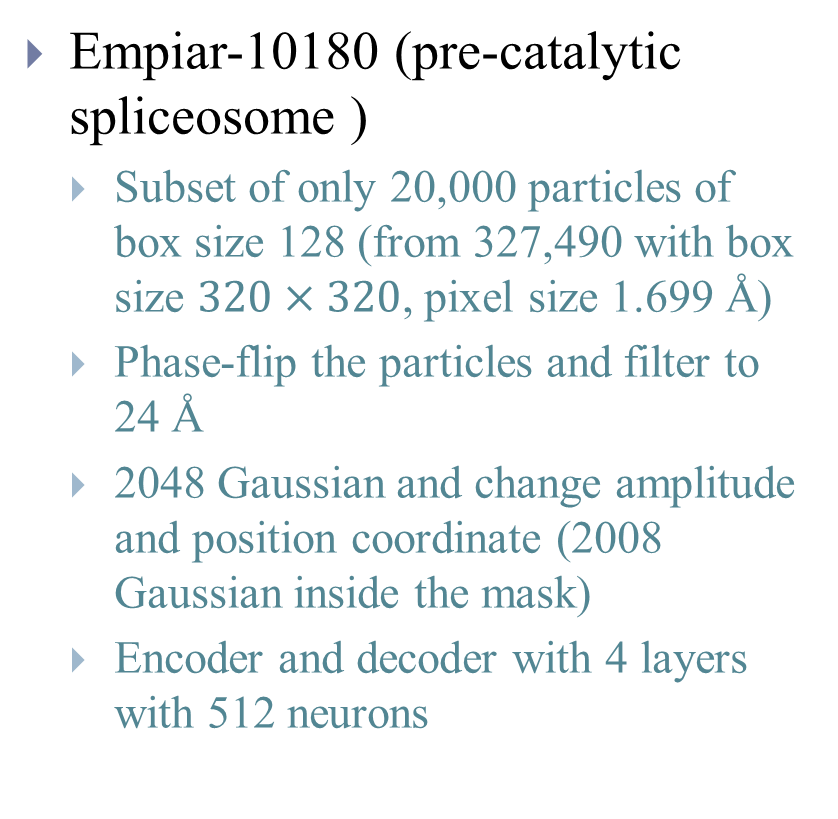 Empiar-10180 (pre-catalytic
spliceosome )
Subset of only 20,000 particles of
box size 128 (from 327,490 with box
size 320 × 320, pixel size 1.699 Å)
Phase-flip the particles and filter to
24 Å
2048 Gaussian and change amplitude
and position coordinate (2008
Gaussian inside the mask)
Encoder and decoder with 4 layers
with 512 neurons